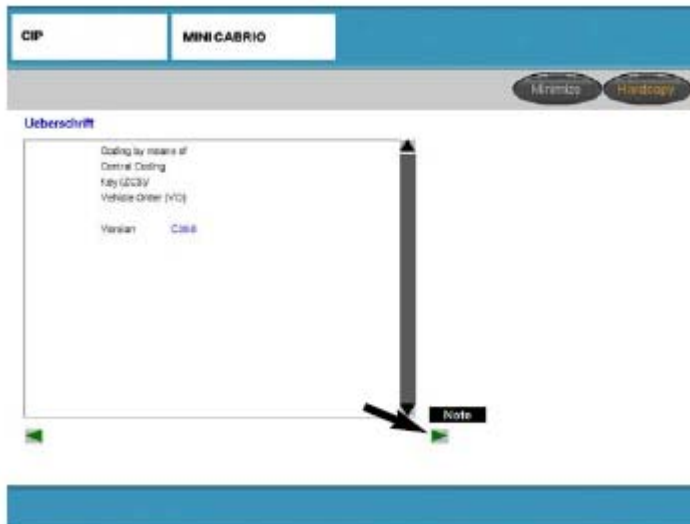 CIP
MINI CABRIO
Minimize
Hardcopy
Ueberschrift
Coding by means of
Central Coding
Key (ZCS)/
Vehicle Order (VO)
Version
Note